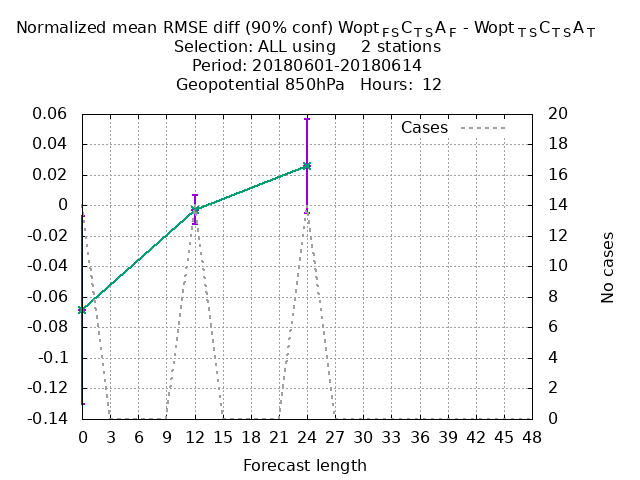 Normalized mean RMSE diff (90% conf) Wopt FS C TS A F - Wopt TS C TS A T
Selection: ALL using 2 stations
Period: 20180601-20180614
Geopotential 850hPa Hours: 12
Cases
0.06
0.04
0.02
0
-0.02
-0.04
-0.06
-0.08
-0.1
-0.12
-0.14
20
18
16
14
12
10
8
6
4
2
0
No cases
0 3 6 9 12 15 18 21 24 27 30 33 36 39 42 45 48
Forecast length